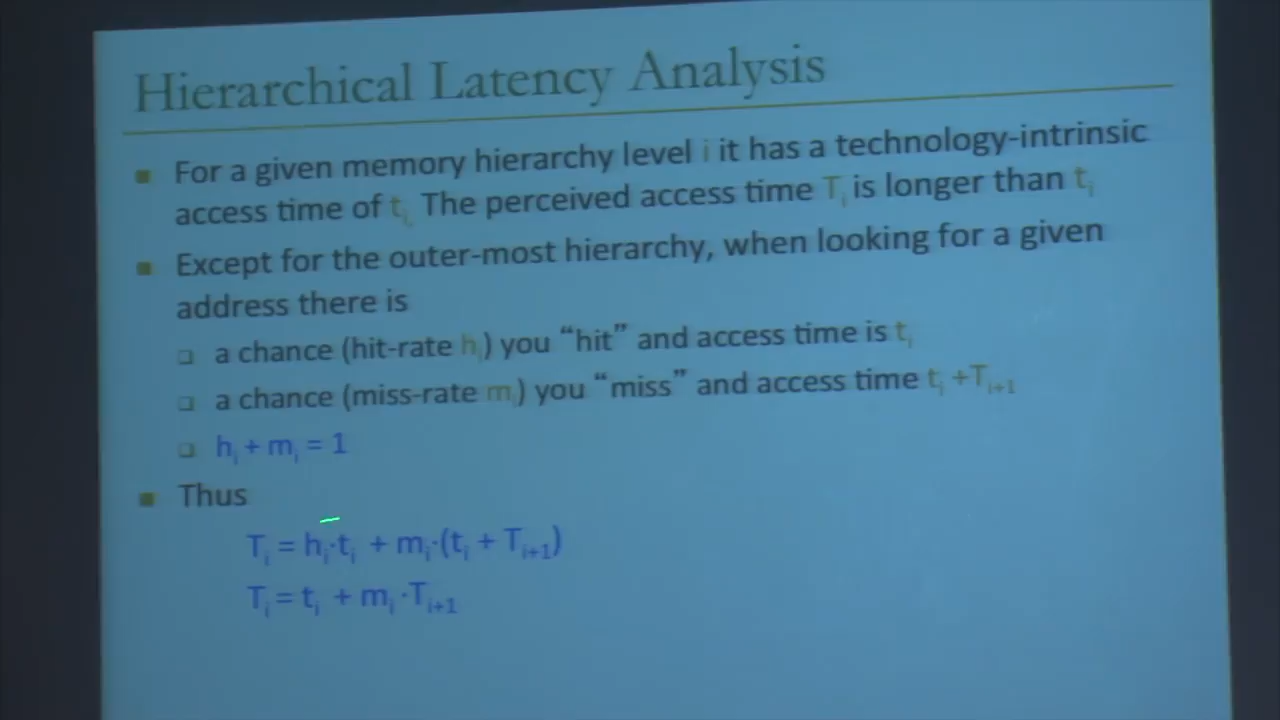 Hierarchical Latency Analysis
For a given memory hierarchy level i it has a technology-intrinsic
access time of tᵢ. The perceived access time Tᵢ is longer than tᵢ
Except for the outer-most hierarchy, when looking for a given
address there is
a chance (hit-rate hᵢ) you “hit” and access time is tᵢ
a chance (miss-rate mᵢ) you “miss” and access time tᵢ +Tᵢ₊₁
hᵢ + mᵢ = 1
Thus
Tᵢ = hᵢ·tᵢ + mᵢ·(tᵢ + Tᵢ₊₁)
Tᵢ = tᵢ + mᵢ ·Tᵢ₊₁